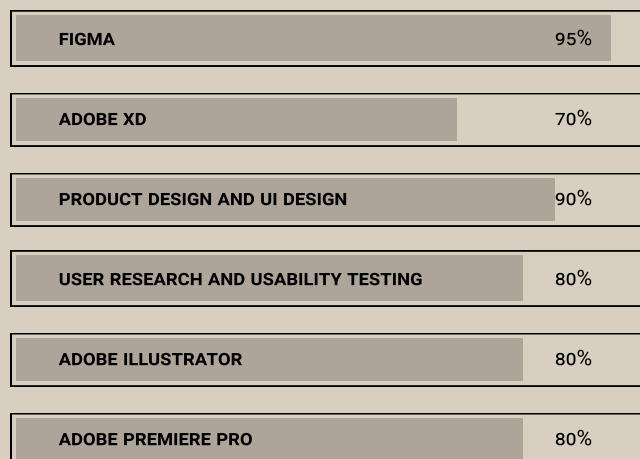 FIGMA 95%
ADOBE XD 70%
PRODUCT DESIGN AND UI DESIGN 90%
USER RESEARCH AND USABILITY TESTING 80%
ADOBE ILLUSTRATOR 80%
ADOBE PREMIERE PRO 80%